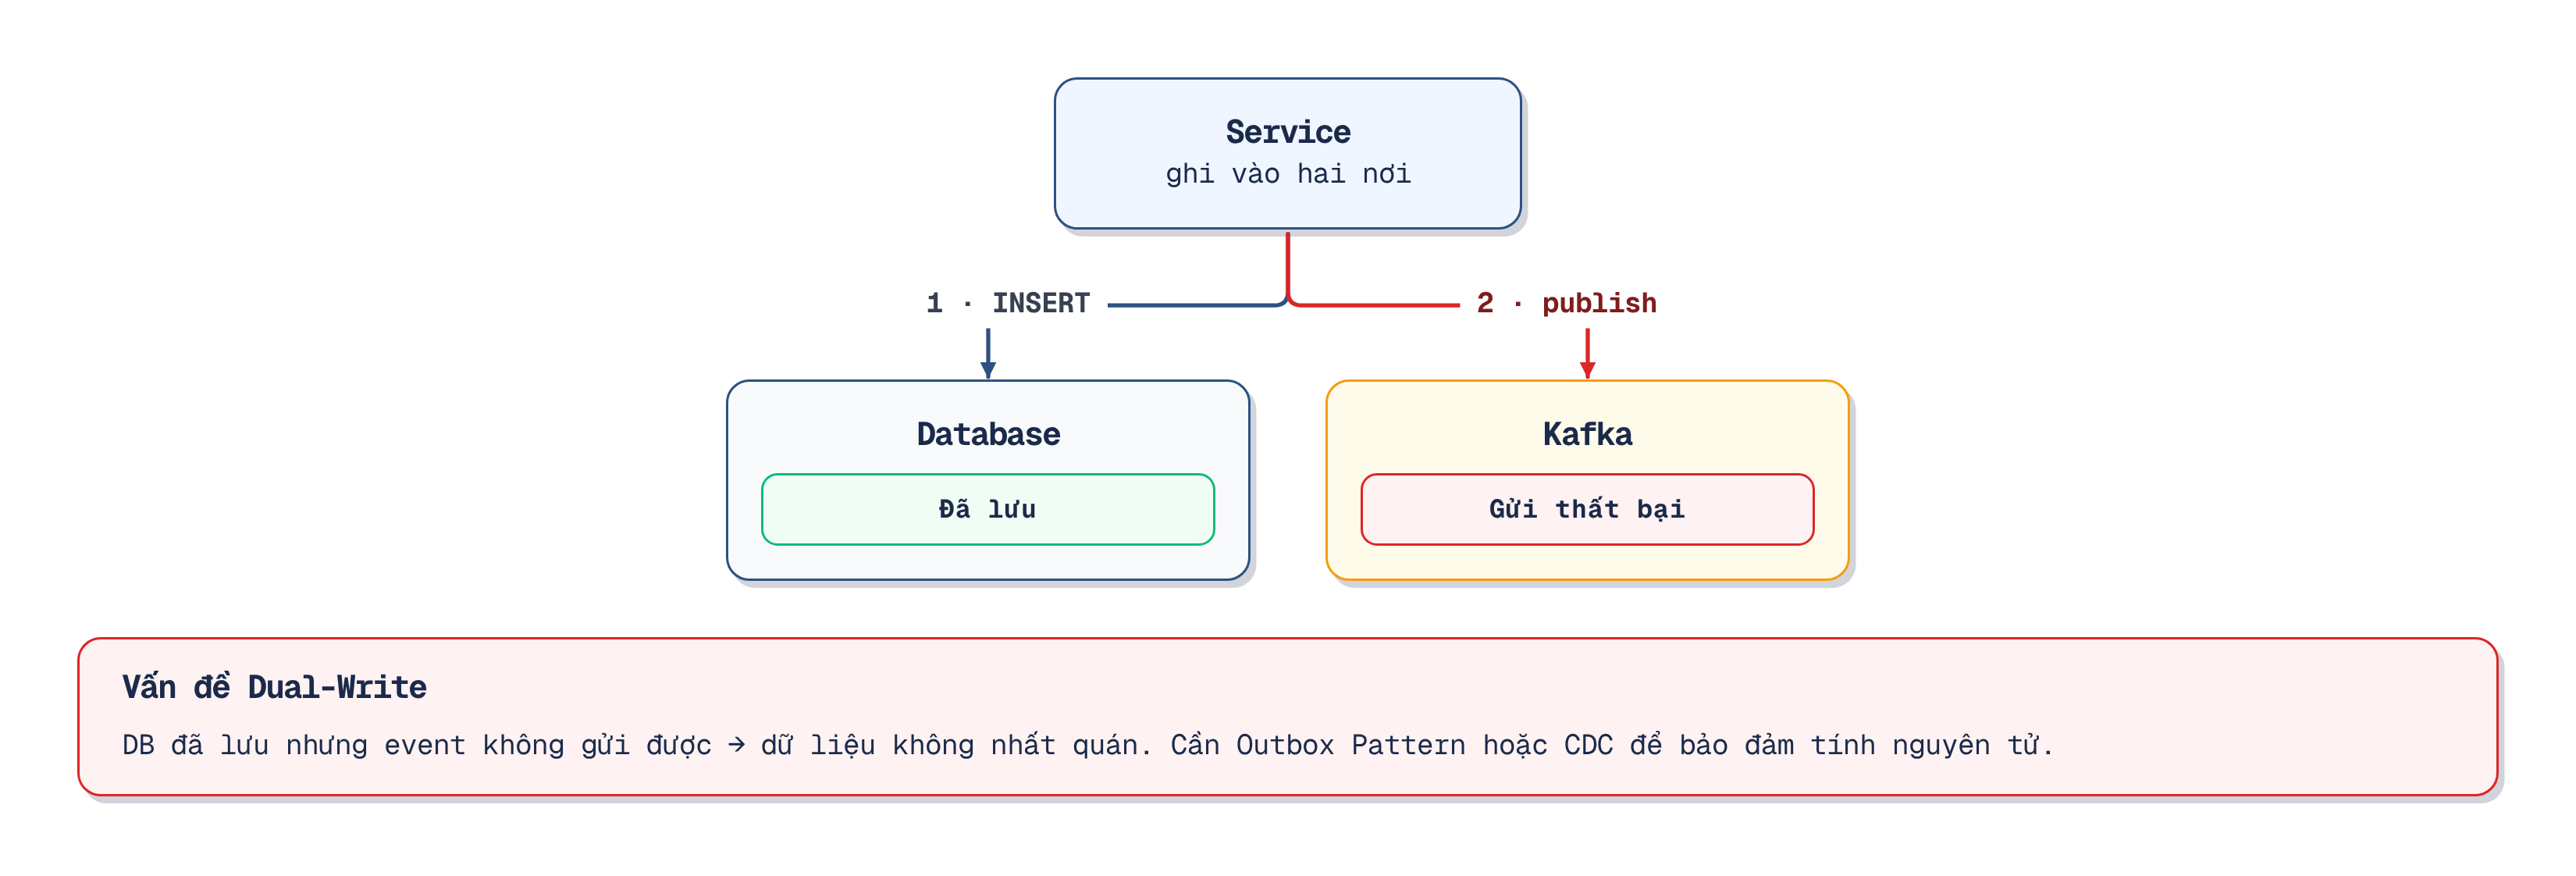 Service
ghi vào hai nơi
1 · INSERT
2 · publish
Database
Kafka
Đã lưu
Gửi thất bại
Vấn đề Dual-Write
DB đã lưu nhưng event không gửi được → dữ liệu không nhất quán. Cần Outbox Pattern hoặc CDC để bảo đảm tính nguyên tử.